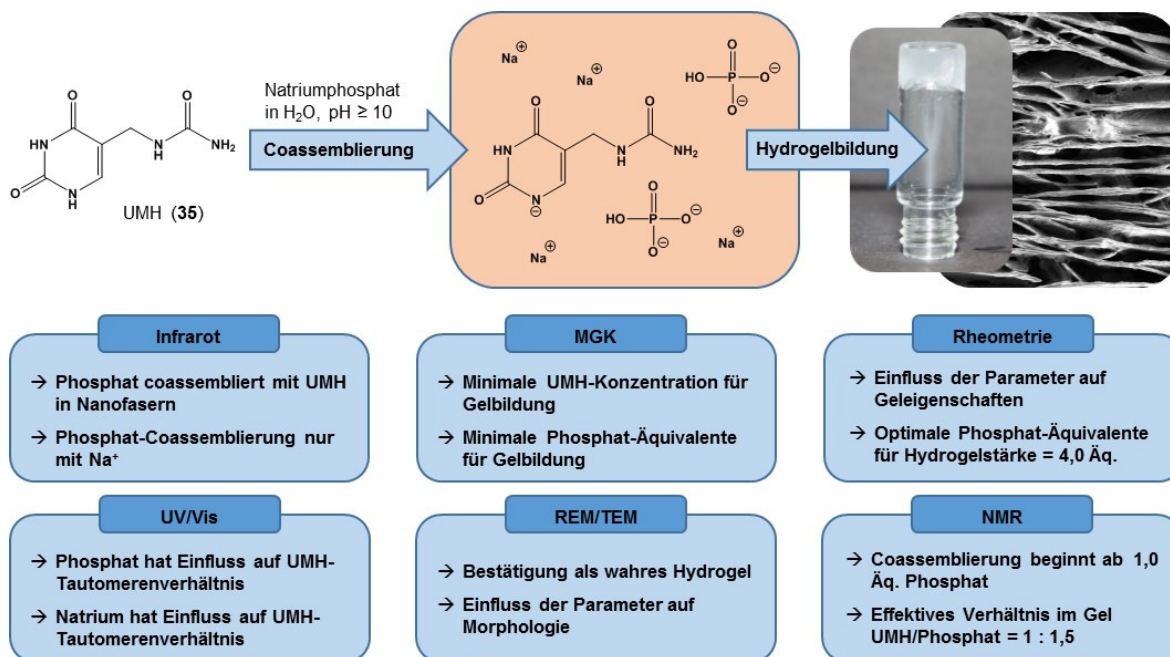 O
NH
O
N
H
N
H
O
NH₂
UMH (35)
Natriumphosphat
in H₂O, pH ≥ 10
Coassemblierung
Na⊕
Na⊕
O
HO P O⊖
O⊖
O
NH
O
N⊖
N
H
O
NH₂
O
HO P O⊖
O⊖
Na⊕
Na⊕
Hydrogelbildung
Infrarot
→ Phosphat coassembliert mit UMH
in Nanofasern
→ Phosphat-Coassemblierung nur
mit Na⁺
MGK
→ Minimale UMH-Konzentration für
Gelbildung
→ Minimale Phosphat-Äquivalente
für Gelbildung
Rheometrie
→ Einfluss der Parameter auf
Geleigenschaften
→ Optimale Phosphat-Äquivalente
für Hydrogelstärke = 4,0 Äq.
UV/Vis
→ Phosphat hat Einfluss auf UMH-
Tautomerenverhältnis
→ Natrium hat Einfluss auf UMH-
Tautomerenverhältnis
REM/TEM
→ Bestätigung als wahres Hydrogel
→ Einfluss der Parameter auf
Morphologie
NMR
→ Coassemblierung beginnt ab 1,0
Äq. Phosphat
→ Effektives Verhältnis im Gel
UMH/Phosphat = 1 : 1,5